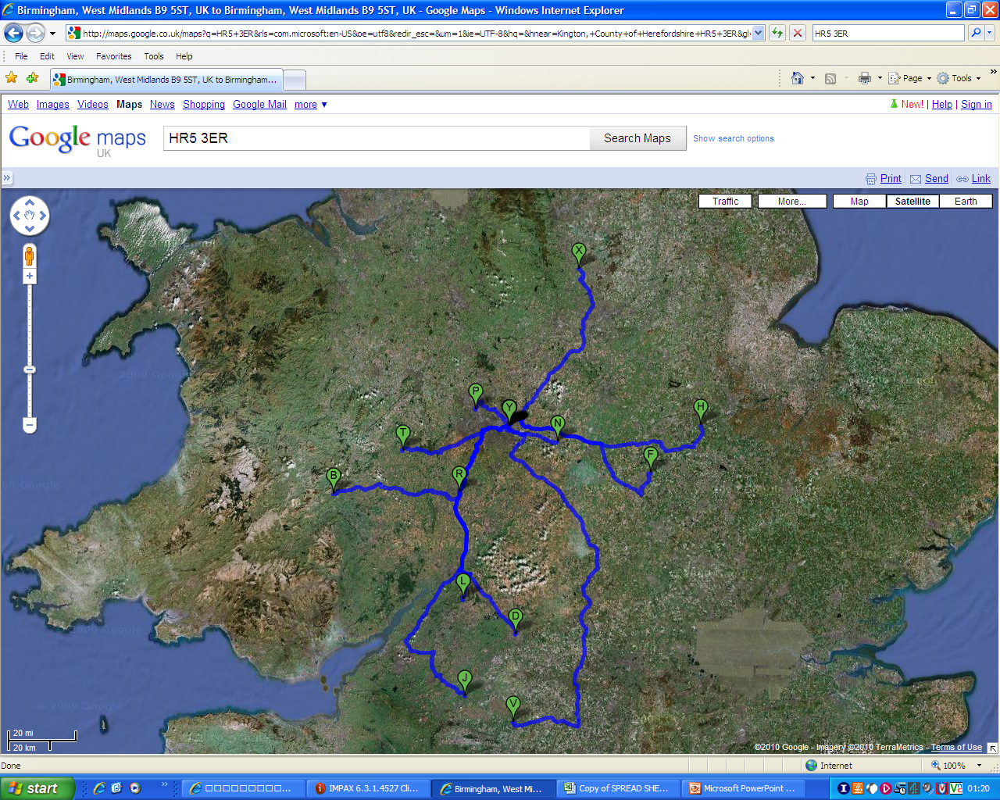 Birmingham, West Midlands B9 5ST, UK to Birmingham, West Midlands B9 5ST, UK - Google Maps - Windows Internet Explorer
http://maps.google.co.uk/maps?q=HR5+3ER&rls=com.microsoft:en-US&oe=utf8&redir_esc=&um=1&ie=UTF-8&hq=&hnear=Kington,+County+of+Herefordshire+HR5+3ER&gl= HR5 3ER
File Edit View Favorites Tools Help
Birmingham, West Midlands B9 5ST, UK to Birmingham... Page Tools »
Web Images Videos Maps News Shopping Google Mail more ▼ New! | Help | Sign in
Google maps UK HR5 3ER Search Maps Show search options
» Print Send Link
Traffic More... Map Satellite Earth
X
P Y N H
T F
B R
L
D
J
V
© 2009 Google
20 mi
20 km
©2010 Google - Imagery ©2010 TerraMetrics - Terms of Use
Done Internet 100%
start » □□□□□□□□□□... IMPAX 6.3.1.4527 Cli... Birmingham, West Mi... Copy of SPREAD SHE... Microsoft PowerPoint ... 01:20